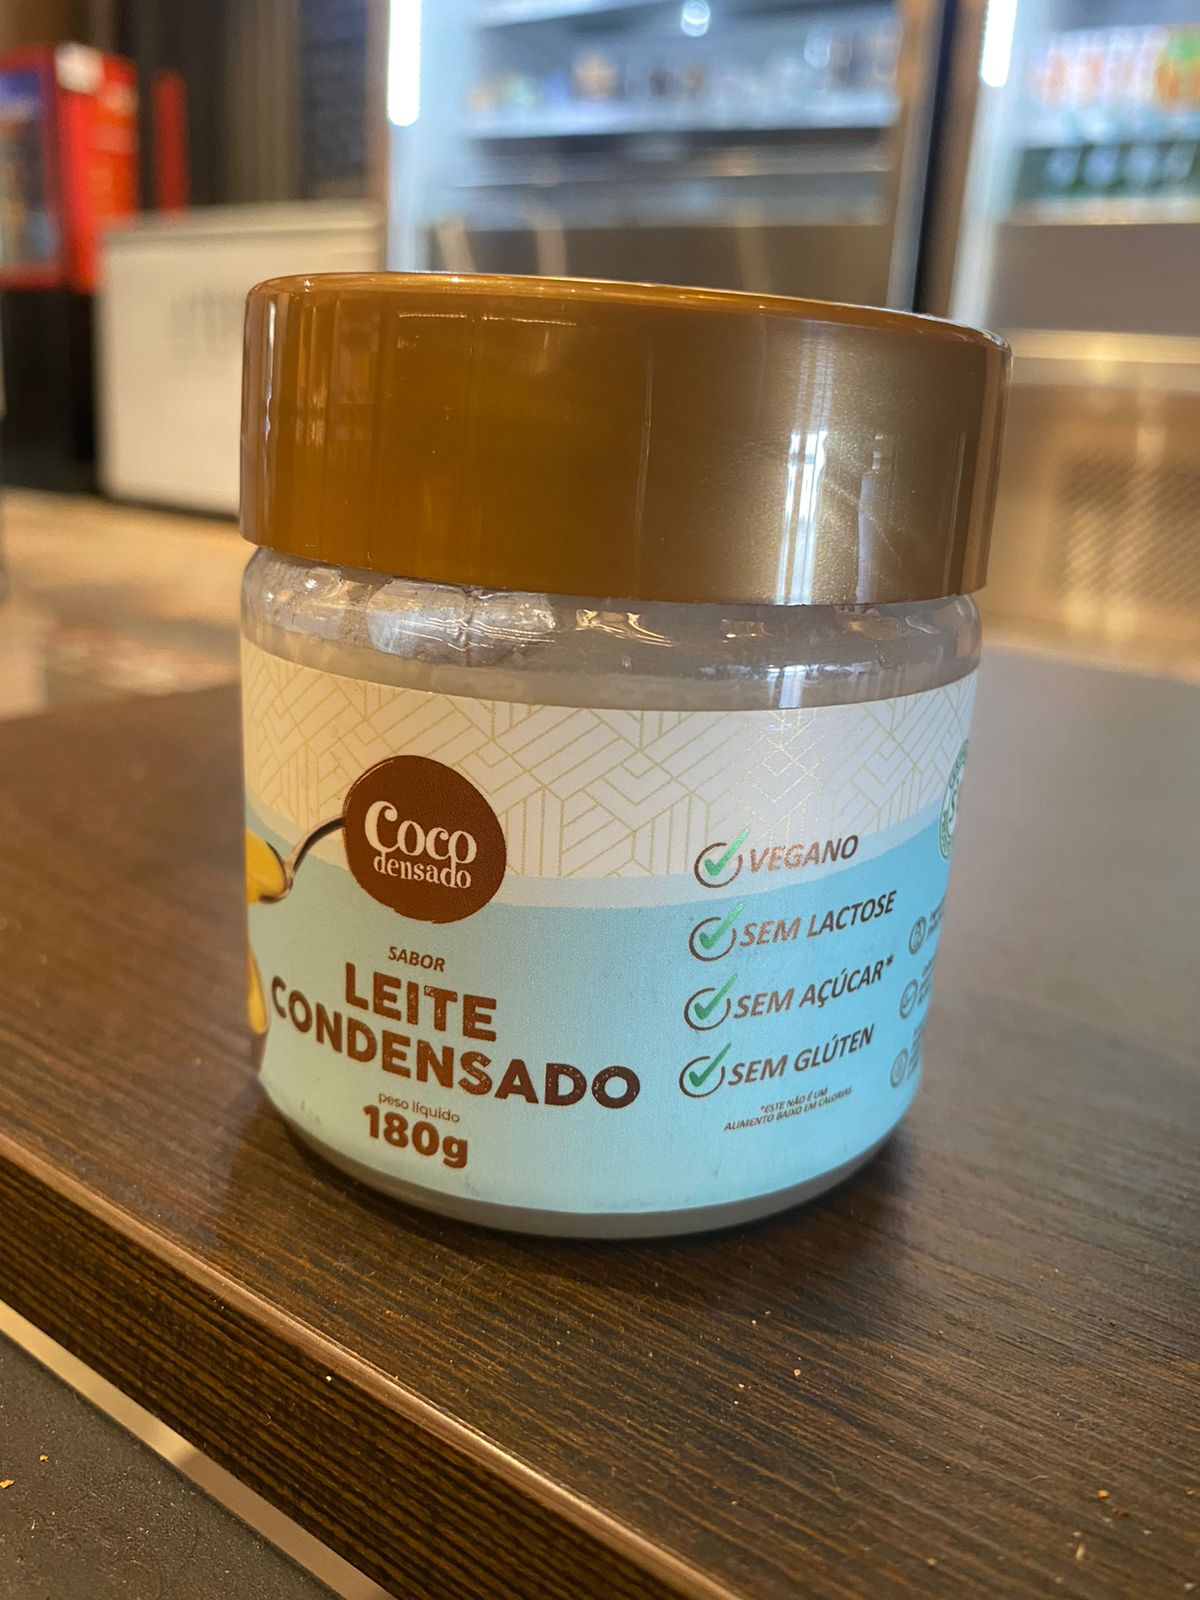 Coco
densado
SABOR
LEITE
CONDENSADO
peso líquido
180g
VEGANO
SEM LACTOSE
SEM AÇÚCAR*
SEM GLÚTEN
*ESTE NÃO É UM
ALIMENTO BAIXO EM CALORIAS